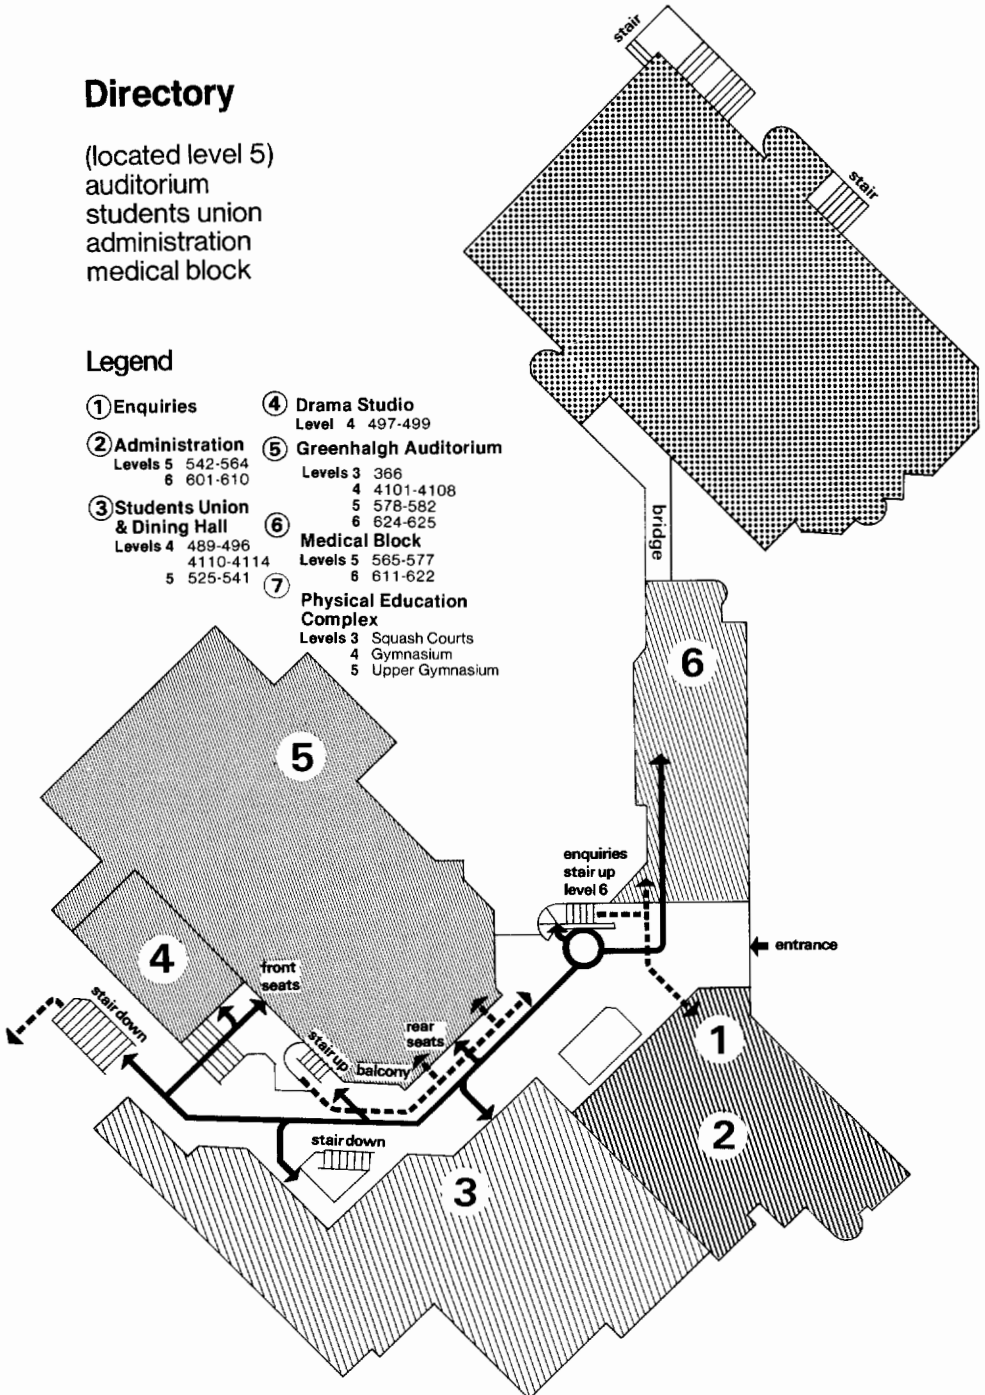 Directory
(located level 5)
auditorium
students union
administration
medical block
Legend
1 Enquiries
2 Administration
Levels 5 542-564
6 601-610
3 Students Union
& Dining Hall
Levels 4 489-496
4110-4114
5 525-541
4 Drama Studio
Level 4 497-499
5 Greenhalgh Auditorium
Levels 3 366
4 4101-4108
5 578-582
6 624-625
6
Medical Block
Levels 5 565-577
6 611-622
7
Physical Education
Complex
Levels 3 Squash Courts
4 Gymnasium
5 Upper Gymnasium
stair
stair
bridge
6
5
enquiries
stair up
level 6
entrance
4
front
seats
stair down
rear
seats
stair up
balcony
1
2
stair down
3